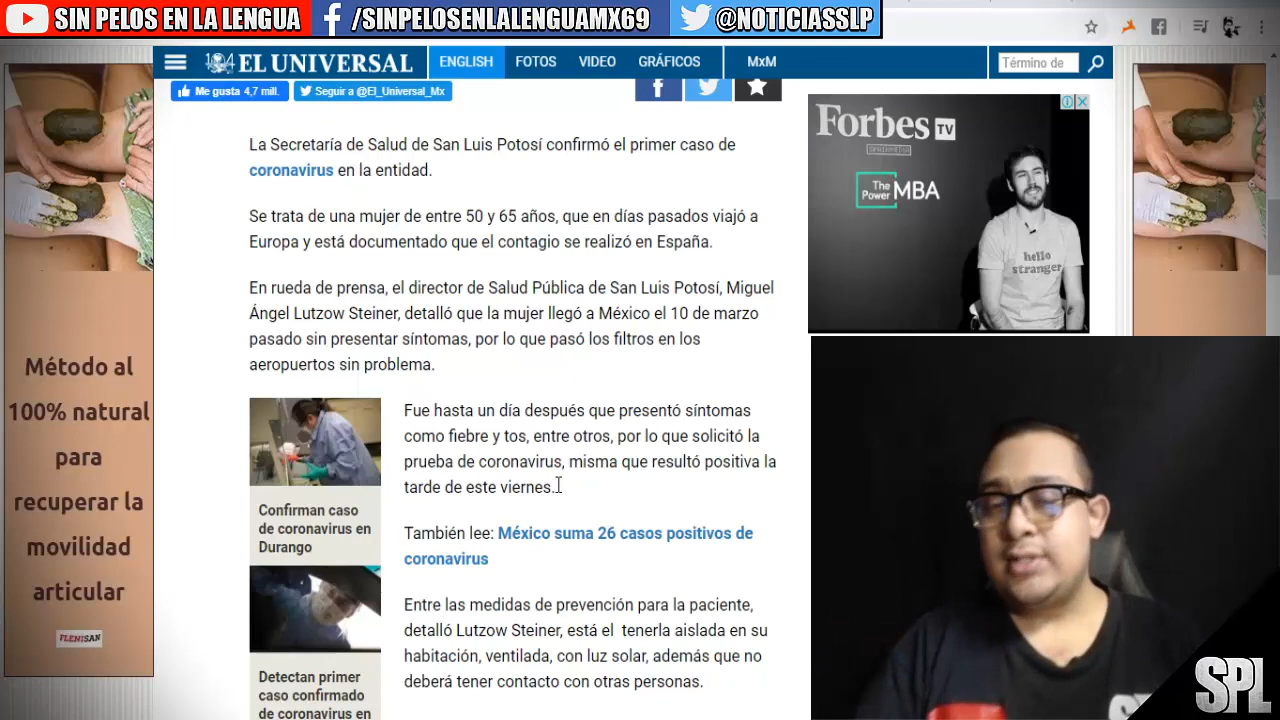 SIN PELOS EN LA LENGUA
/SINPELOSENLALENGUAMX69
@NOTICIASSLP
EL UNIVERSAL
ENGLISH
FOTOS
VIDEO
GRÁFICOS
MxM
Término de
Me gusta 4,7 mill.
Seguir a @El_Universal_Mx
La Secretaría de Salud de San Luis Potosí confirmó el primer caso de
coronavirus en la entidad.
Se trata de una mujer de entre 50 y 65 años, que en días pasados viajó a
Europa y está documentado que el contagio se realizó en España.
En rueda de prensa, el director de Salud Pública de San Luis Potosí, Miguel
Ángel Lutzow Steiner, detalló que la mujer llegó a México el 10 de marzo
pasado sin presentar síntomas, por lo que pasó los filtros en los
aeropuertos sin problema.
Fue hasta un día después que presentó síntomas
como fiebre y tos, entre otros, por lo que solicitó la
prueba de coronavirus, misma que resultó positiva la
tarde de este viernes.
También lee: México suma 26 casos positivos de
coronavirus
Entre las medidas de prevención para la paciente,
detalló Lutzow Steiner, está el tenerla aislada en su
habitación, ventilada, con luz solar, además que no
deberá tener contacto con otras personas.
Confirman caso
de coronavirus en
Durango
Detectan primer
caso confirmado
de coronavirus en
Método al
100% natural
para
recuperar la
movilidad
articular
FLENISAN
Forbes TV
The
Power
MBA
hello
stranger
SPL